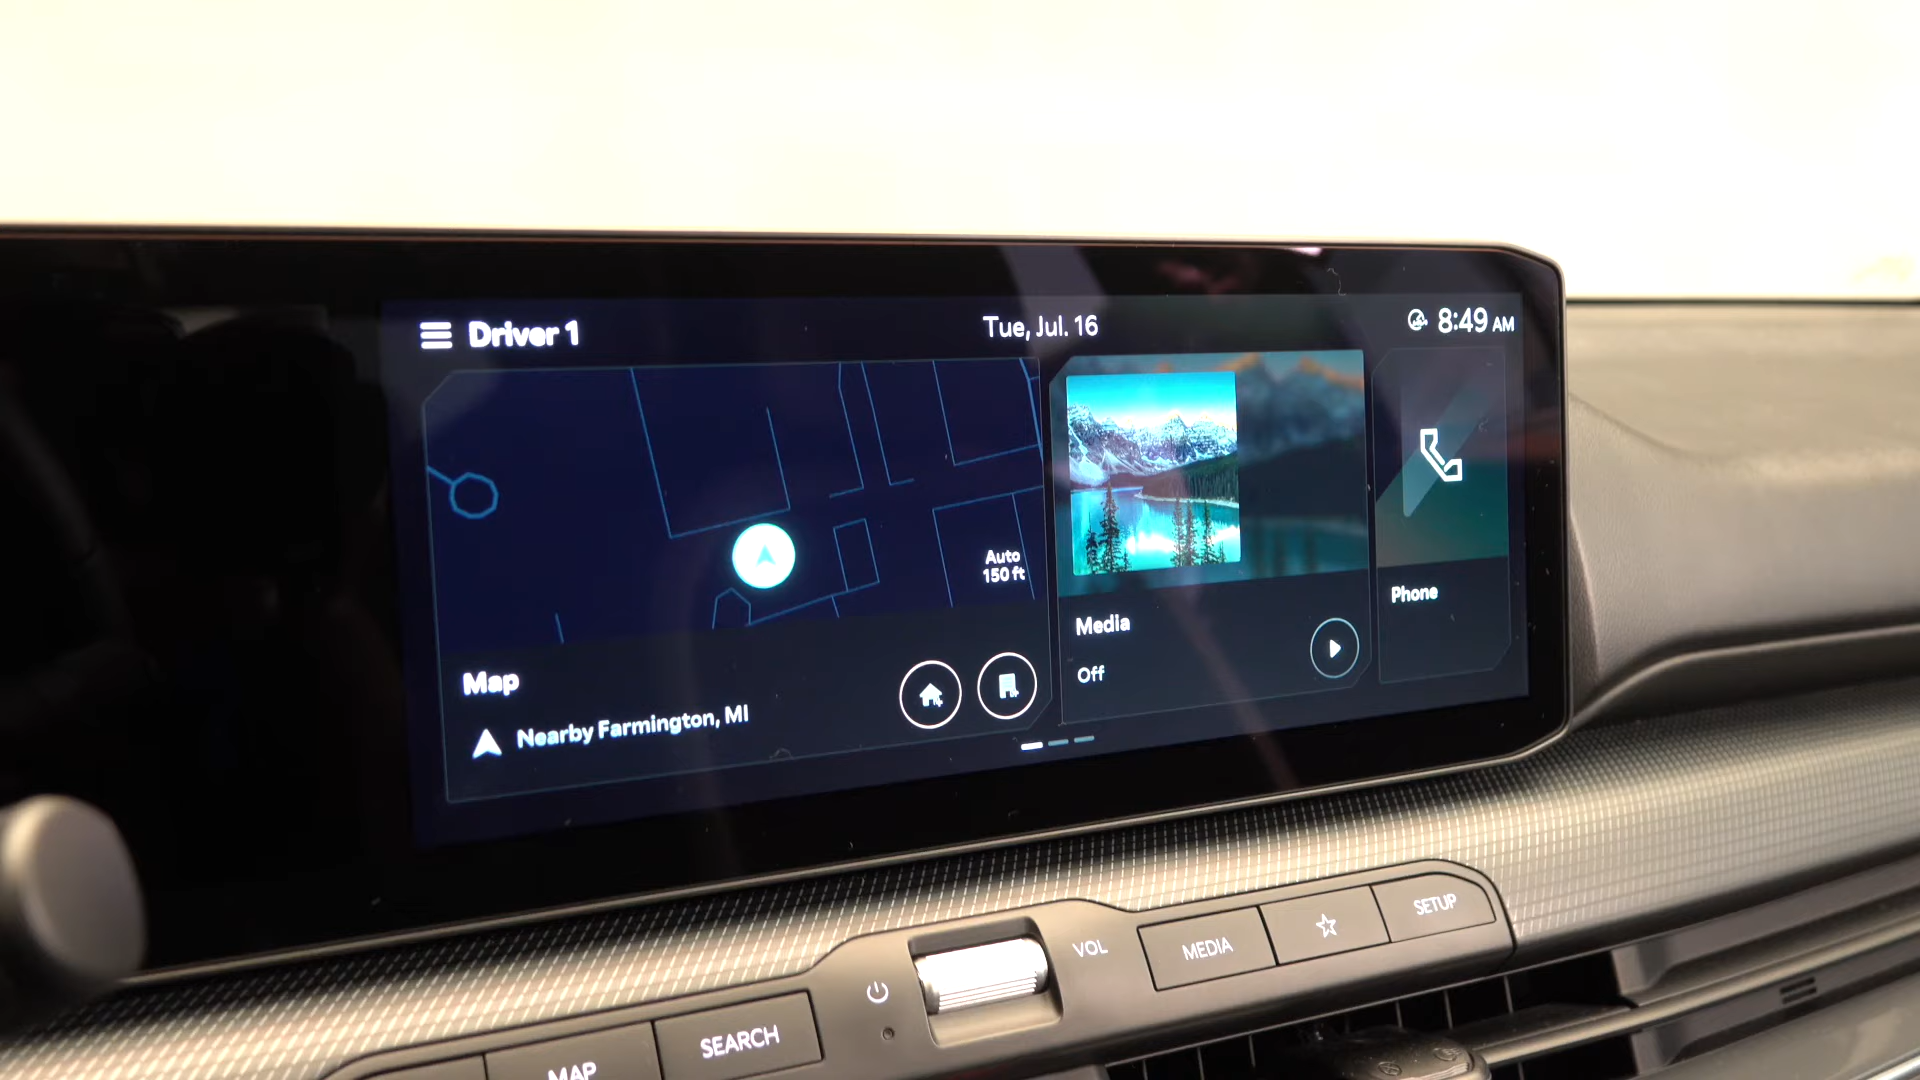 Driver 1
Tue, Jul. 16
8:49 AM
Auto
150 ft
Map
Nearby Farmington, MI
Media
Off
Phone
VOL
MEDIA
SETUP
SEARCH
MAP